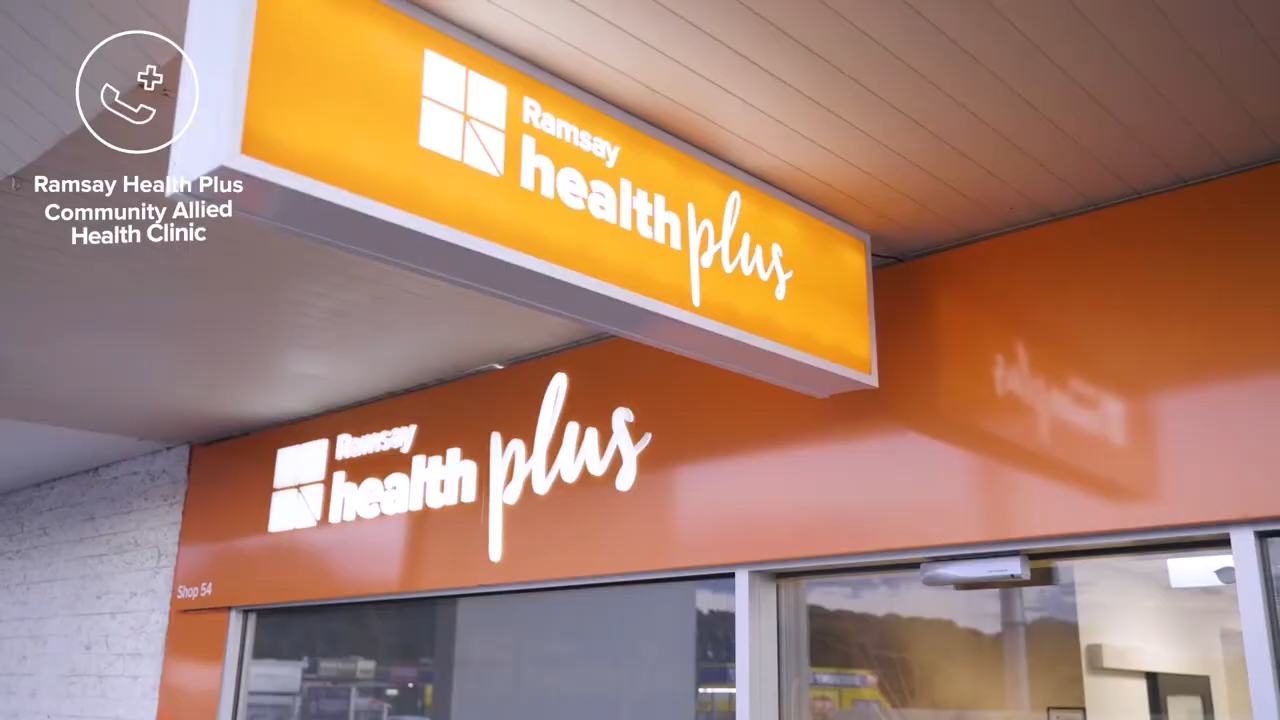 Ramsay Health Plus
Community Allied
Health Clinic
Ramsay
health plus
Ramsay
health plus
Shop 54